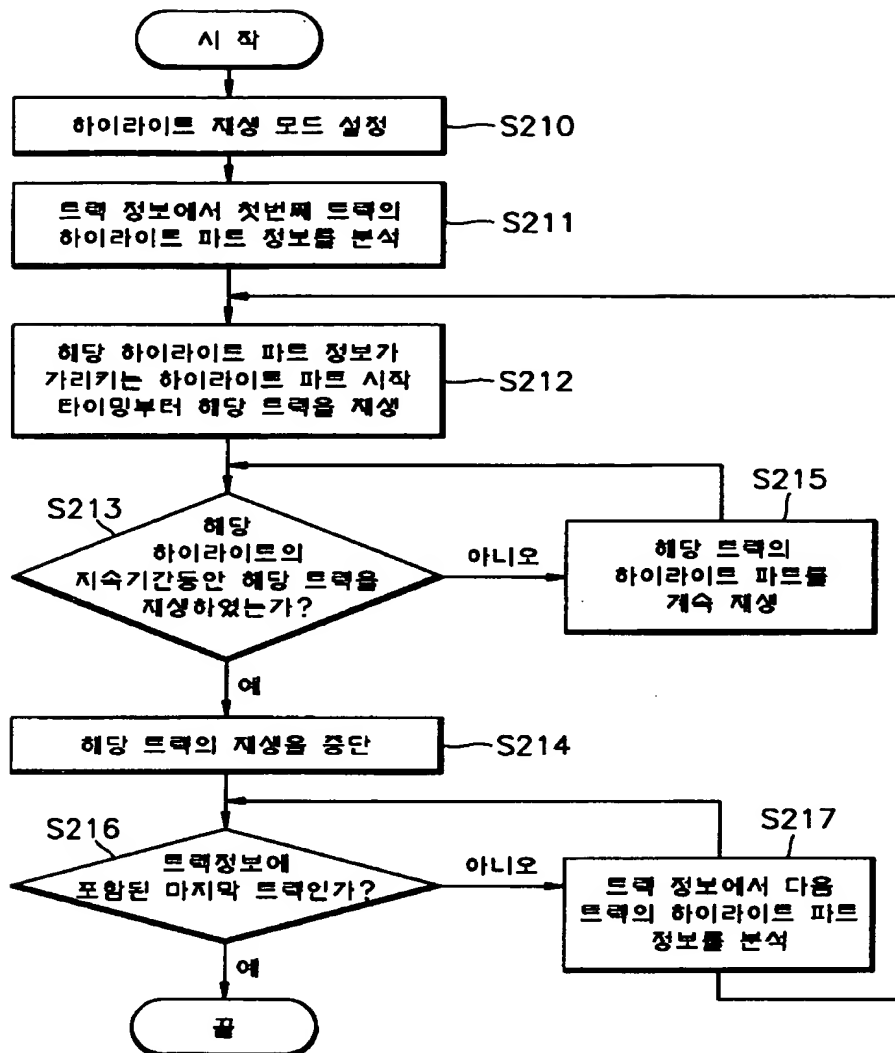 시 작
하이라이트 재생 모드 설정
S210
트랙 정보에서 첫번째 트랙의
하이라이트 파트 정보를 분석
S211
해당 하이라이트 파트 정보가
가리키는 하이라이트 파트 시작
타이밍부터 해당 트랙을 재생
S212
S213
해당
하이라이트의
지속기간동안 해당 트랙을
재생하였는가?
아니오
S215
해당 트랙의
하이라이트 파트를
계속 재생
예
해당 트랙의 재생을 중단
S214
S216
트랙정보에
포함된 마지막 트랙인가?
아니오
S217
트랙 정보에서 다음
트랙의 하이라이트 파트
정보를 분석
예
끝